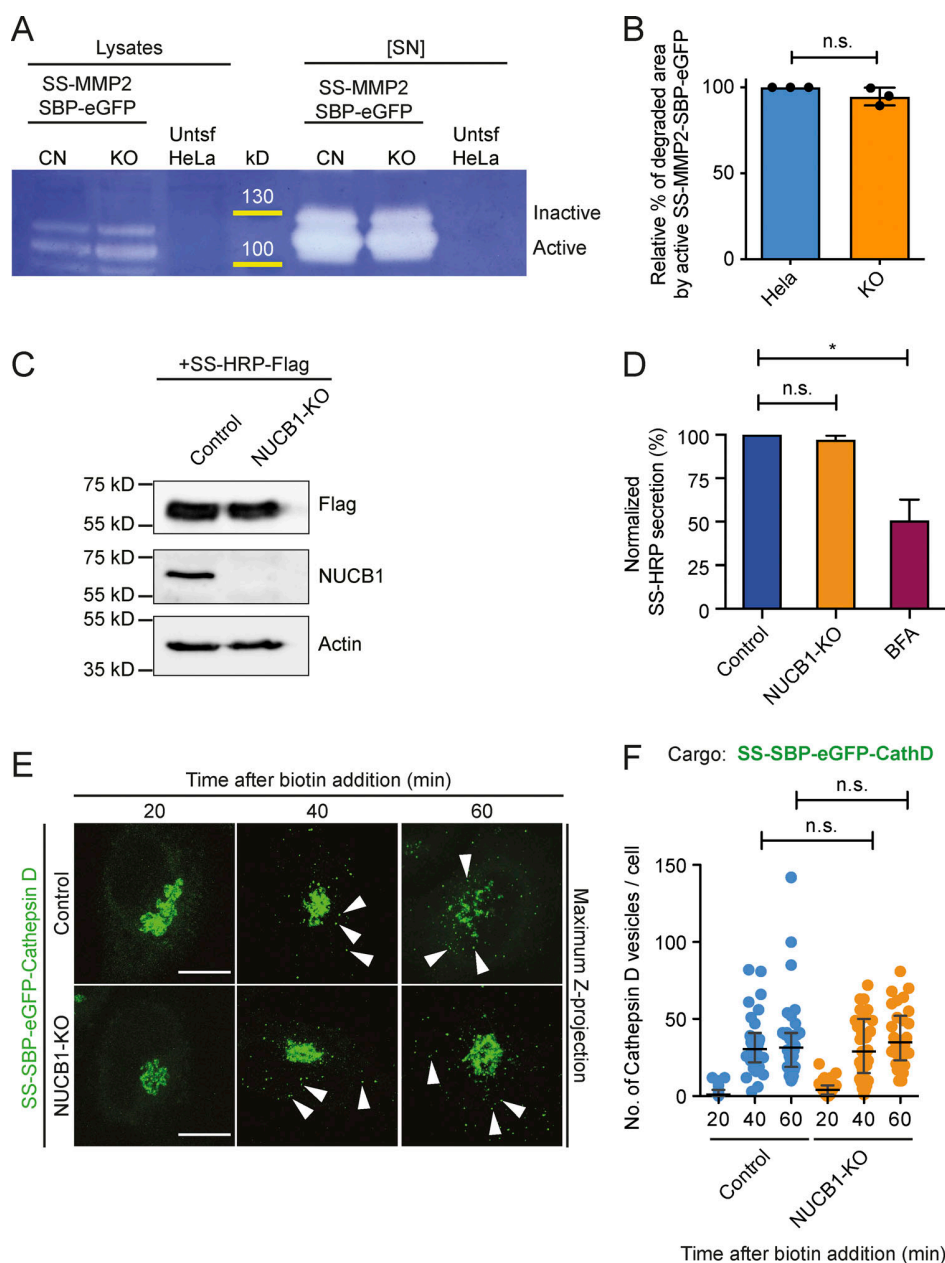 A
Lysates
[SN]
SS-MMP2
SBP-eGFP
SS-MMP2
SBP-eGFP
Untsf
HeLa
Untsf
HeLa
CN
KO
kD
CN
KO
130
100
Inactive
Active
B
n.s.
Relative % of degraded area
by active SS-MMP2-SBP-eGFP
100
50
0
Hela
KO
C
+SS-HRP-Flag
Control
NUCB1-KO
75 kD
55 kD
Flag
75 kD
55 kD
NUCB1
55 kD
35 kD
Actin
D
*
n.s.
Normalized
SS-HRP secretion (%)
100
75
50
25
0
Control
NUCB1-KO
BFA
E
Time after biotin addition (min)
20
40
60
SS-SBP-eGFP-Cathepsin D
Control
NUCB1-KO
Maximum Z-projection
F
Cargo: SS-SBP-eGFP-CathD
n.s.
n.s.
No. of Cathepsin D vesicles / cell
150
100
50
0
20 40 60 20 40 60
Control
NUCB1-KO
Time after biotin addition (min)